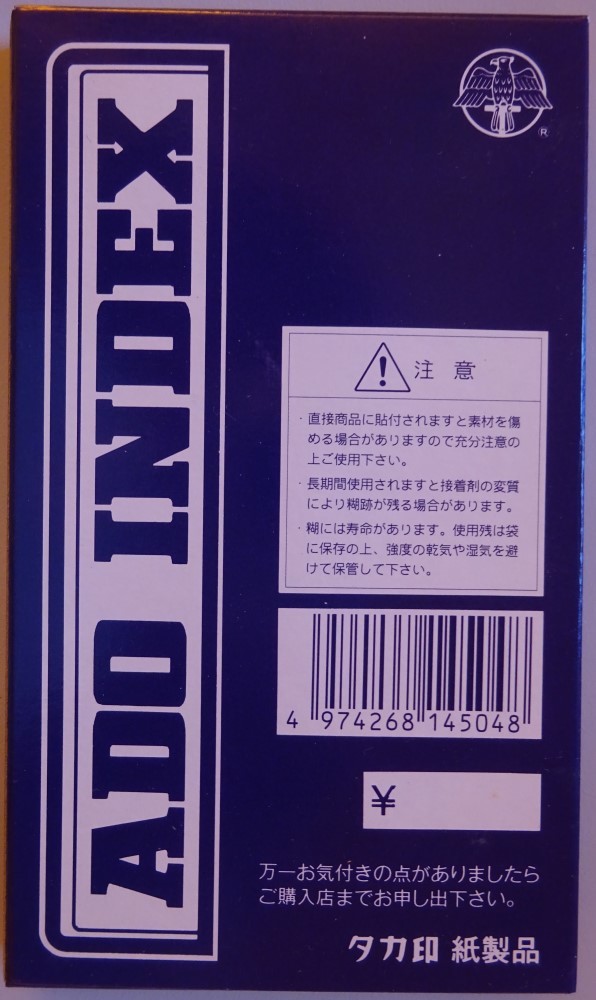 ADO INDEX
®
注意
・直接商品に貼付されますと素材を傷
める場合がありますので充分注意の
上ご使用下さい。
・長期間使用されますと接着剤の変質
により糊跡が残る場合があります。
・糊には寿命があります。使用残は袋
に保存の上、強度の乾気や湿気を避
けて保管して下さい。
4 974268 145048
¥
万一お気付きの点がありましたら
ご購入店までお申し出下さい。
タカ印 紙製品